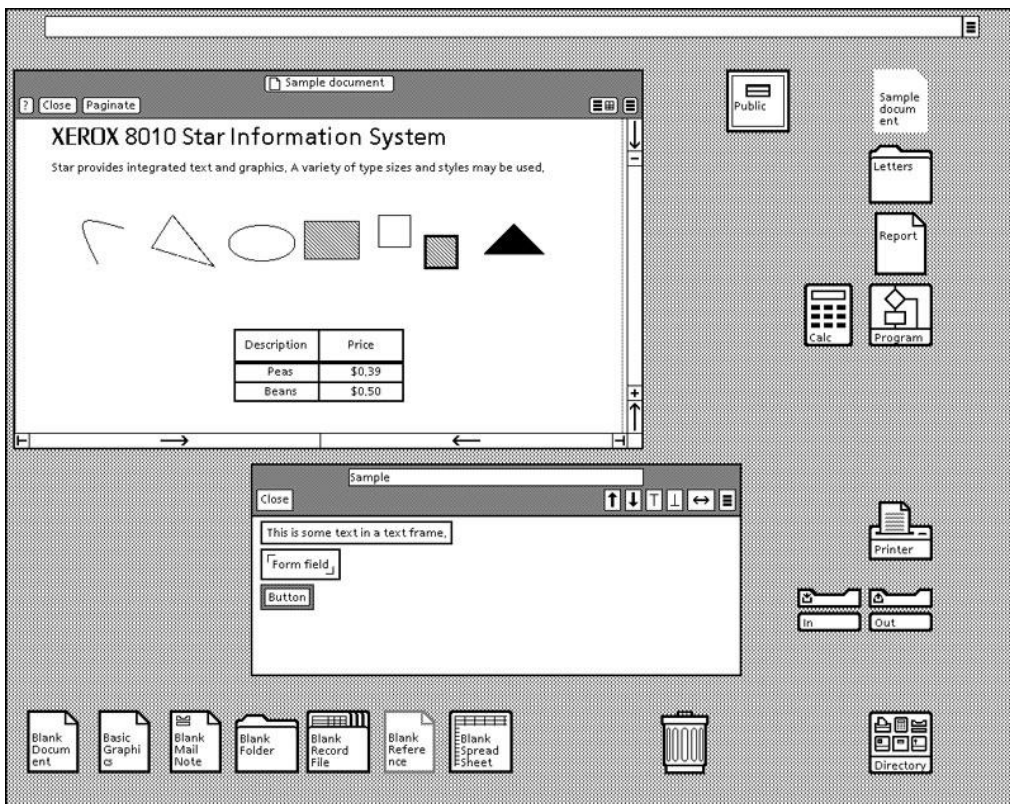 Sample document
? Close Paginate
Public
Sample
docum
ent
XEROX 8010 Star Information System
Star provides integrated text and graphics. A variety of type sizes and styles may be used.
Letters
Report
Calc
Program
Description Price
Peas $0.39
Beans $0.50
Sample
Close
This is some text in a text frame.
Form field
Button
Printer
In
Out
Blank
Docum
ent
Basic
Graphi
cs
Blank
Mail
Note
Blank
Folder
Blank
Record
File
Blank
Refere
nce
Blank
Spread
Sheet
Directory